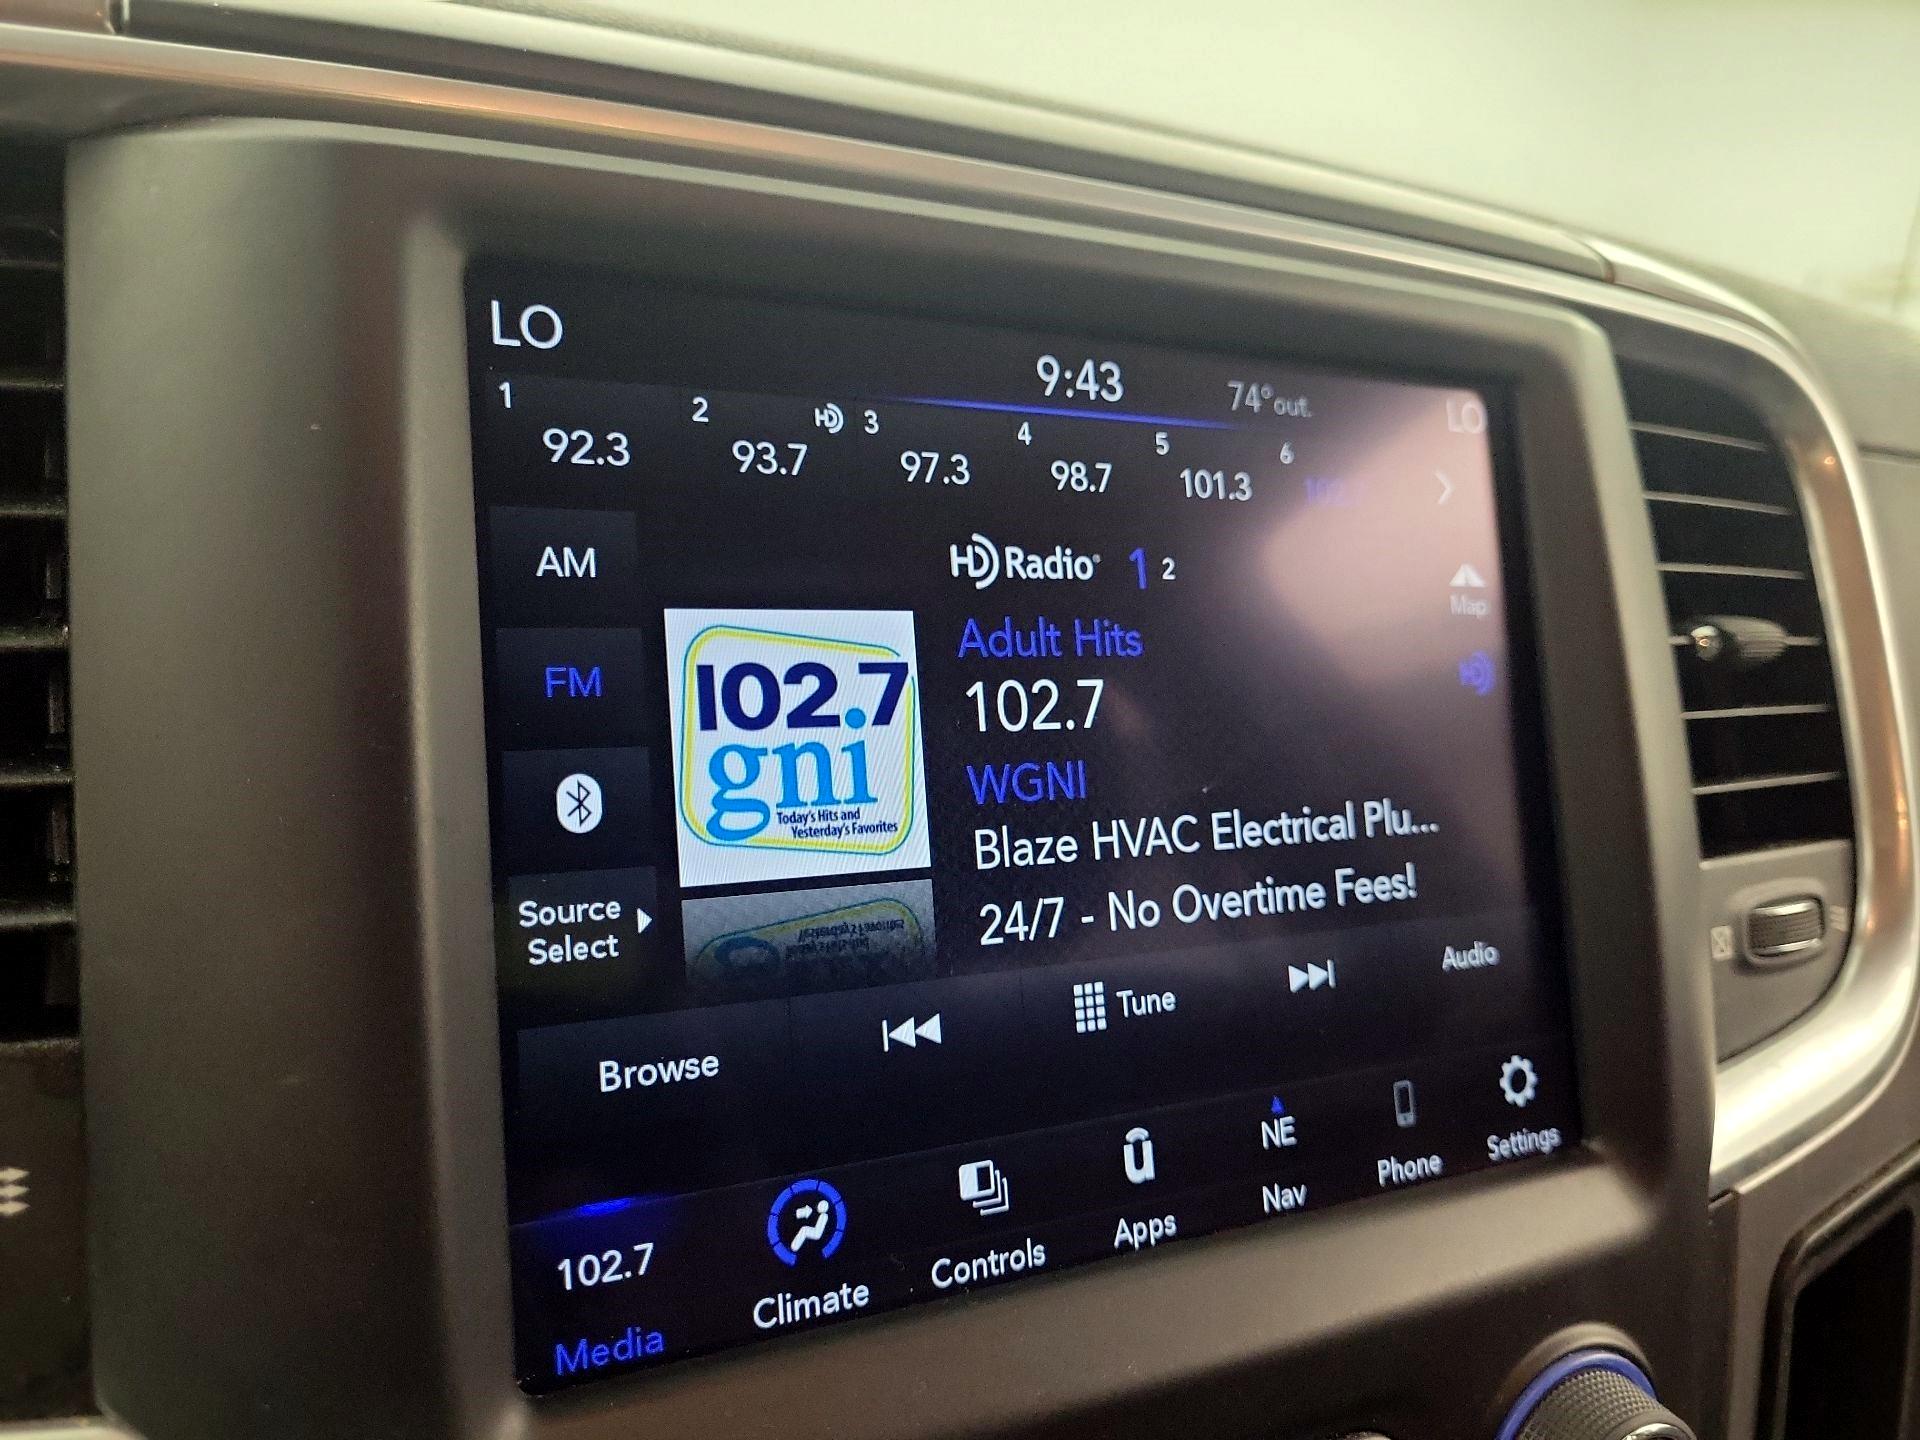 LO
9:43
74° out.
LO
1
92.3
2
93.7
HD
3
97.3
4
98.7
5
101.3
6
AM
HD Radio® 1 2
Map
Adult Hits
FM
102.7
HD
102.7
gni
Today's Hits and
Yesterday's Favorites
WGNI
Blaze HVAC Electrical Plu...
24/7 - No Overtime Fees!
Source
Select
Browse
Tune
Audio
102.7
Media
Climate
Controls
u
Apps
NE
Nav
Phone
Settings